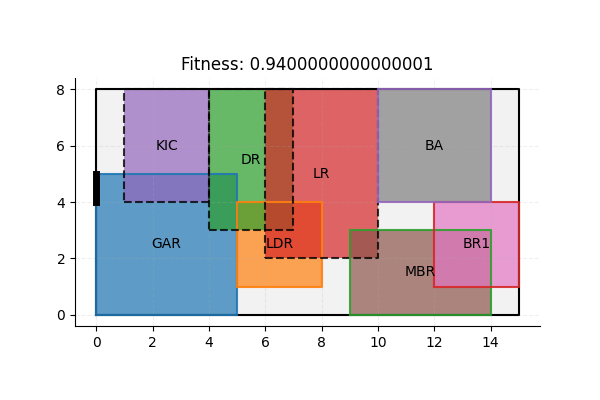 Fitness: 0.9400000000000001
8
6
4
2
0
KIC
DR
LR
BA
GAR
LDR
MBR
BR1
0 2 4 6 8 10 12 14